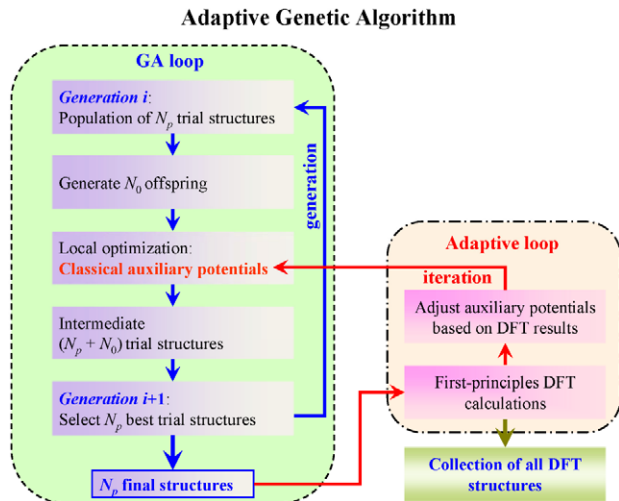 Adaptive Genetic Algorithm
GA loop
Generation i:
Population of Np trial structures
Generate N0 offspring
Local optimization:
Classical auxiliary potentials
Intermediate
(Np + N0) trial structures
Generation i+1:
Select Np best trial structures
Np final structures
generation
Adaptive loop
iteration
Adjust auxiliary potentials
based on DFT results
First-principles DFT
calculations
Collection of all DFT
structures